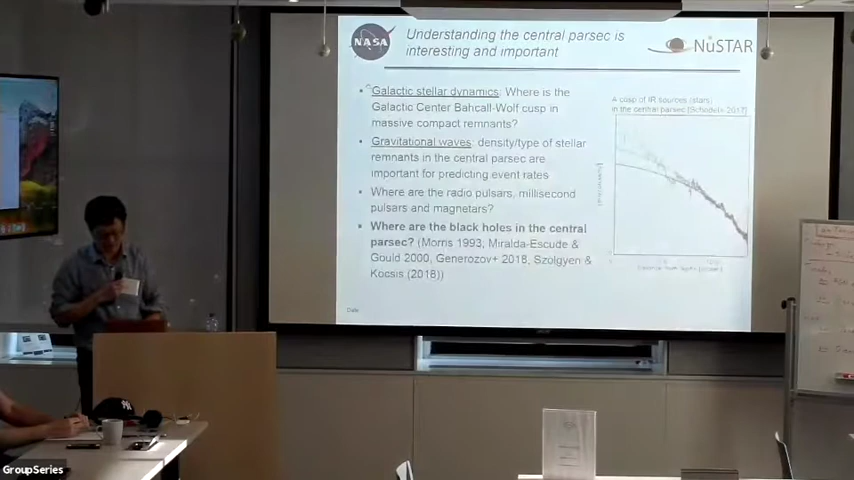 Understanding the central parsec is
interesting and important
NASA
NuSTAR
• Galactic stellar dynamics: Where is the
Galactic Center Bahcall-Wolf cusp in
massive compact remnants?
• Gravitational waves: density/type of stellar
remnants in the central parsec are
important for predicting event rates
• Where are the radio pulsars, millisecond
pulsars and magnetars?
• Where are the black holes in the central
parsec? (Morris 1993, Miralda-Escude &
Gould 2000, Generozov+ 2018, Szolgyen &
Kocsis (2018))
A cusp of IR sources (stars)
in the central parsec [Schodel+ 2017]
Date
GroupSeries